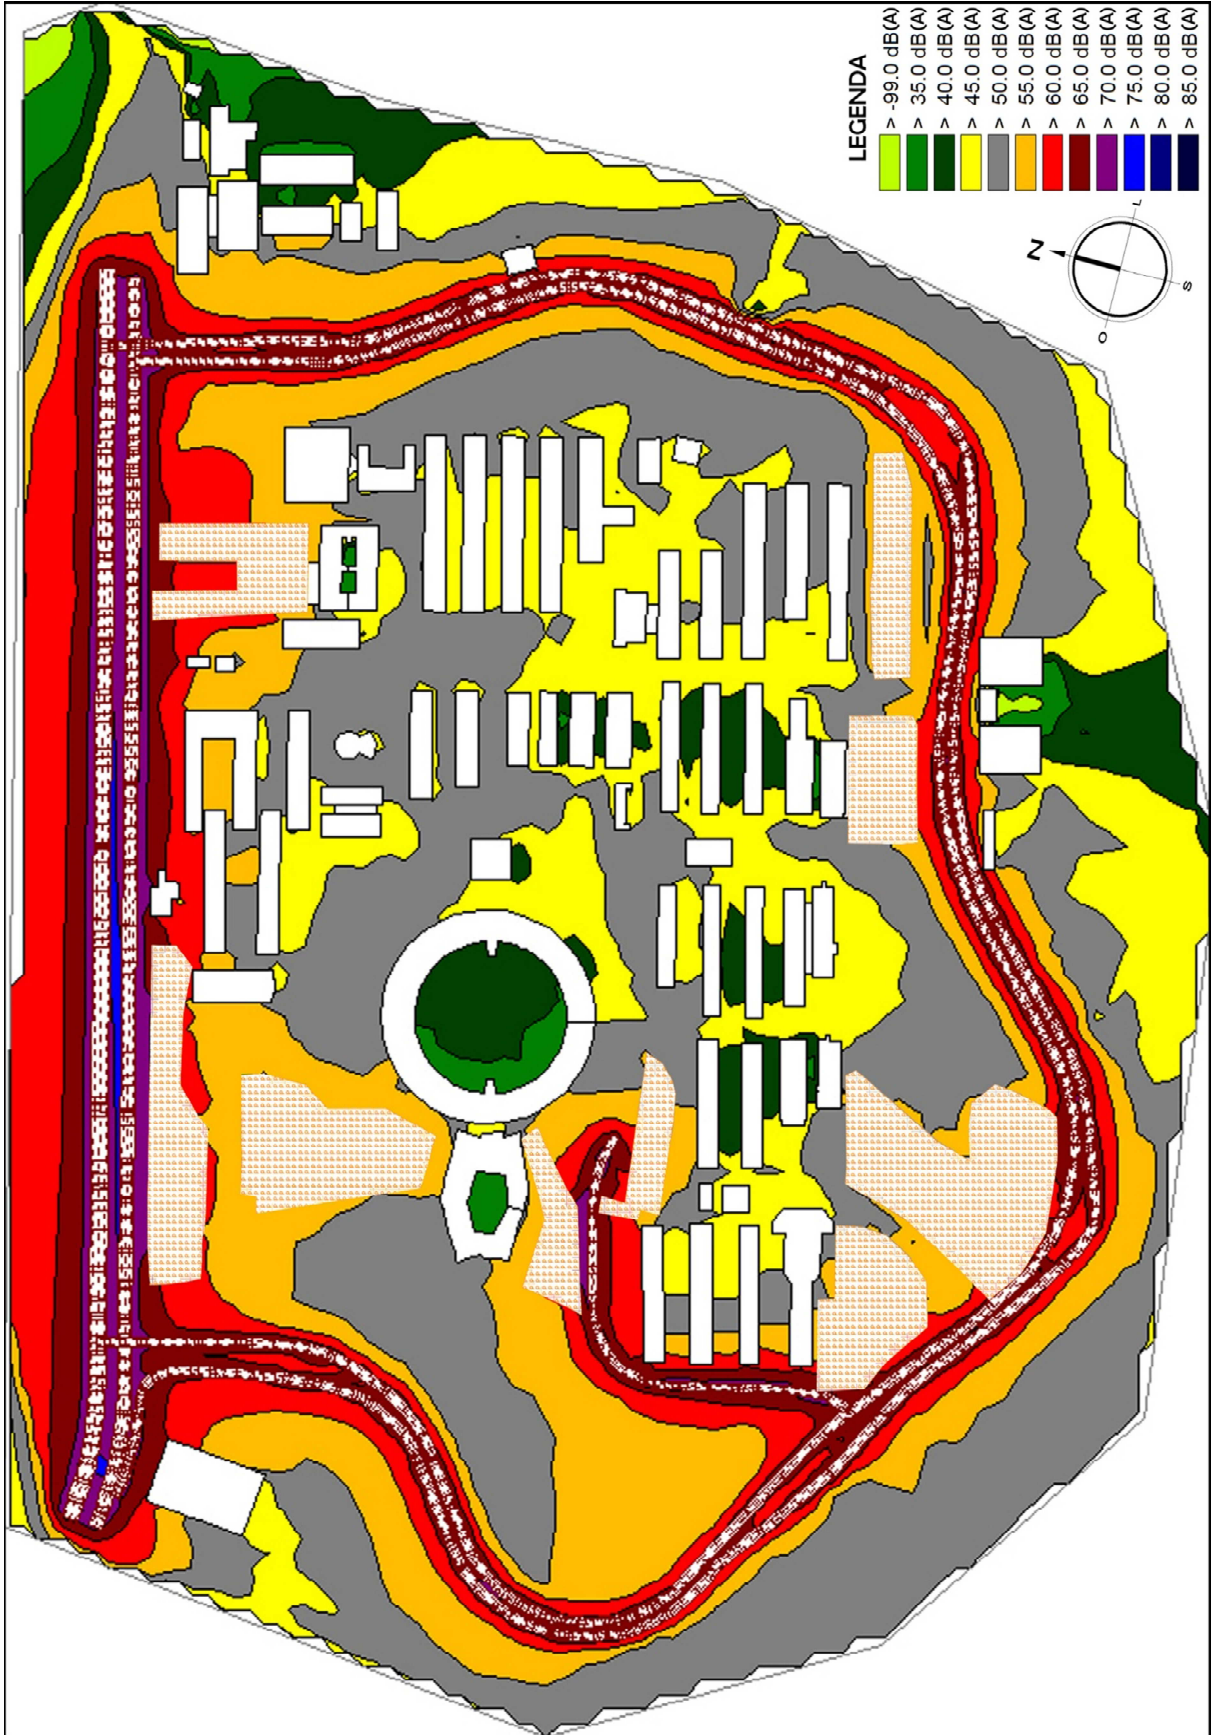 LEGENDA
> -99.0 dB(A)
> 35.0 dB(A)
> 40.0 dB(A)
> 45.0 dB(A)
> 50.0 dB(A)
> 55.0 dB(A)
> 60.0 dB(A)
> 65.0 dB(A)
> 70.0 dB(A)
> 75.0 dB(A)
> 80.0 dB(A)
> 85.0 dB(A)
N
L
S
O